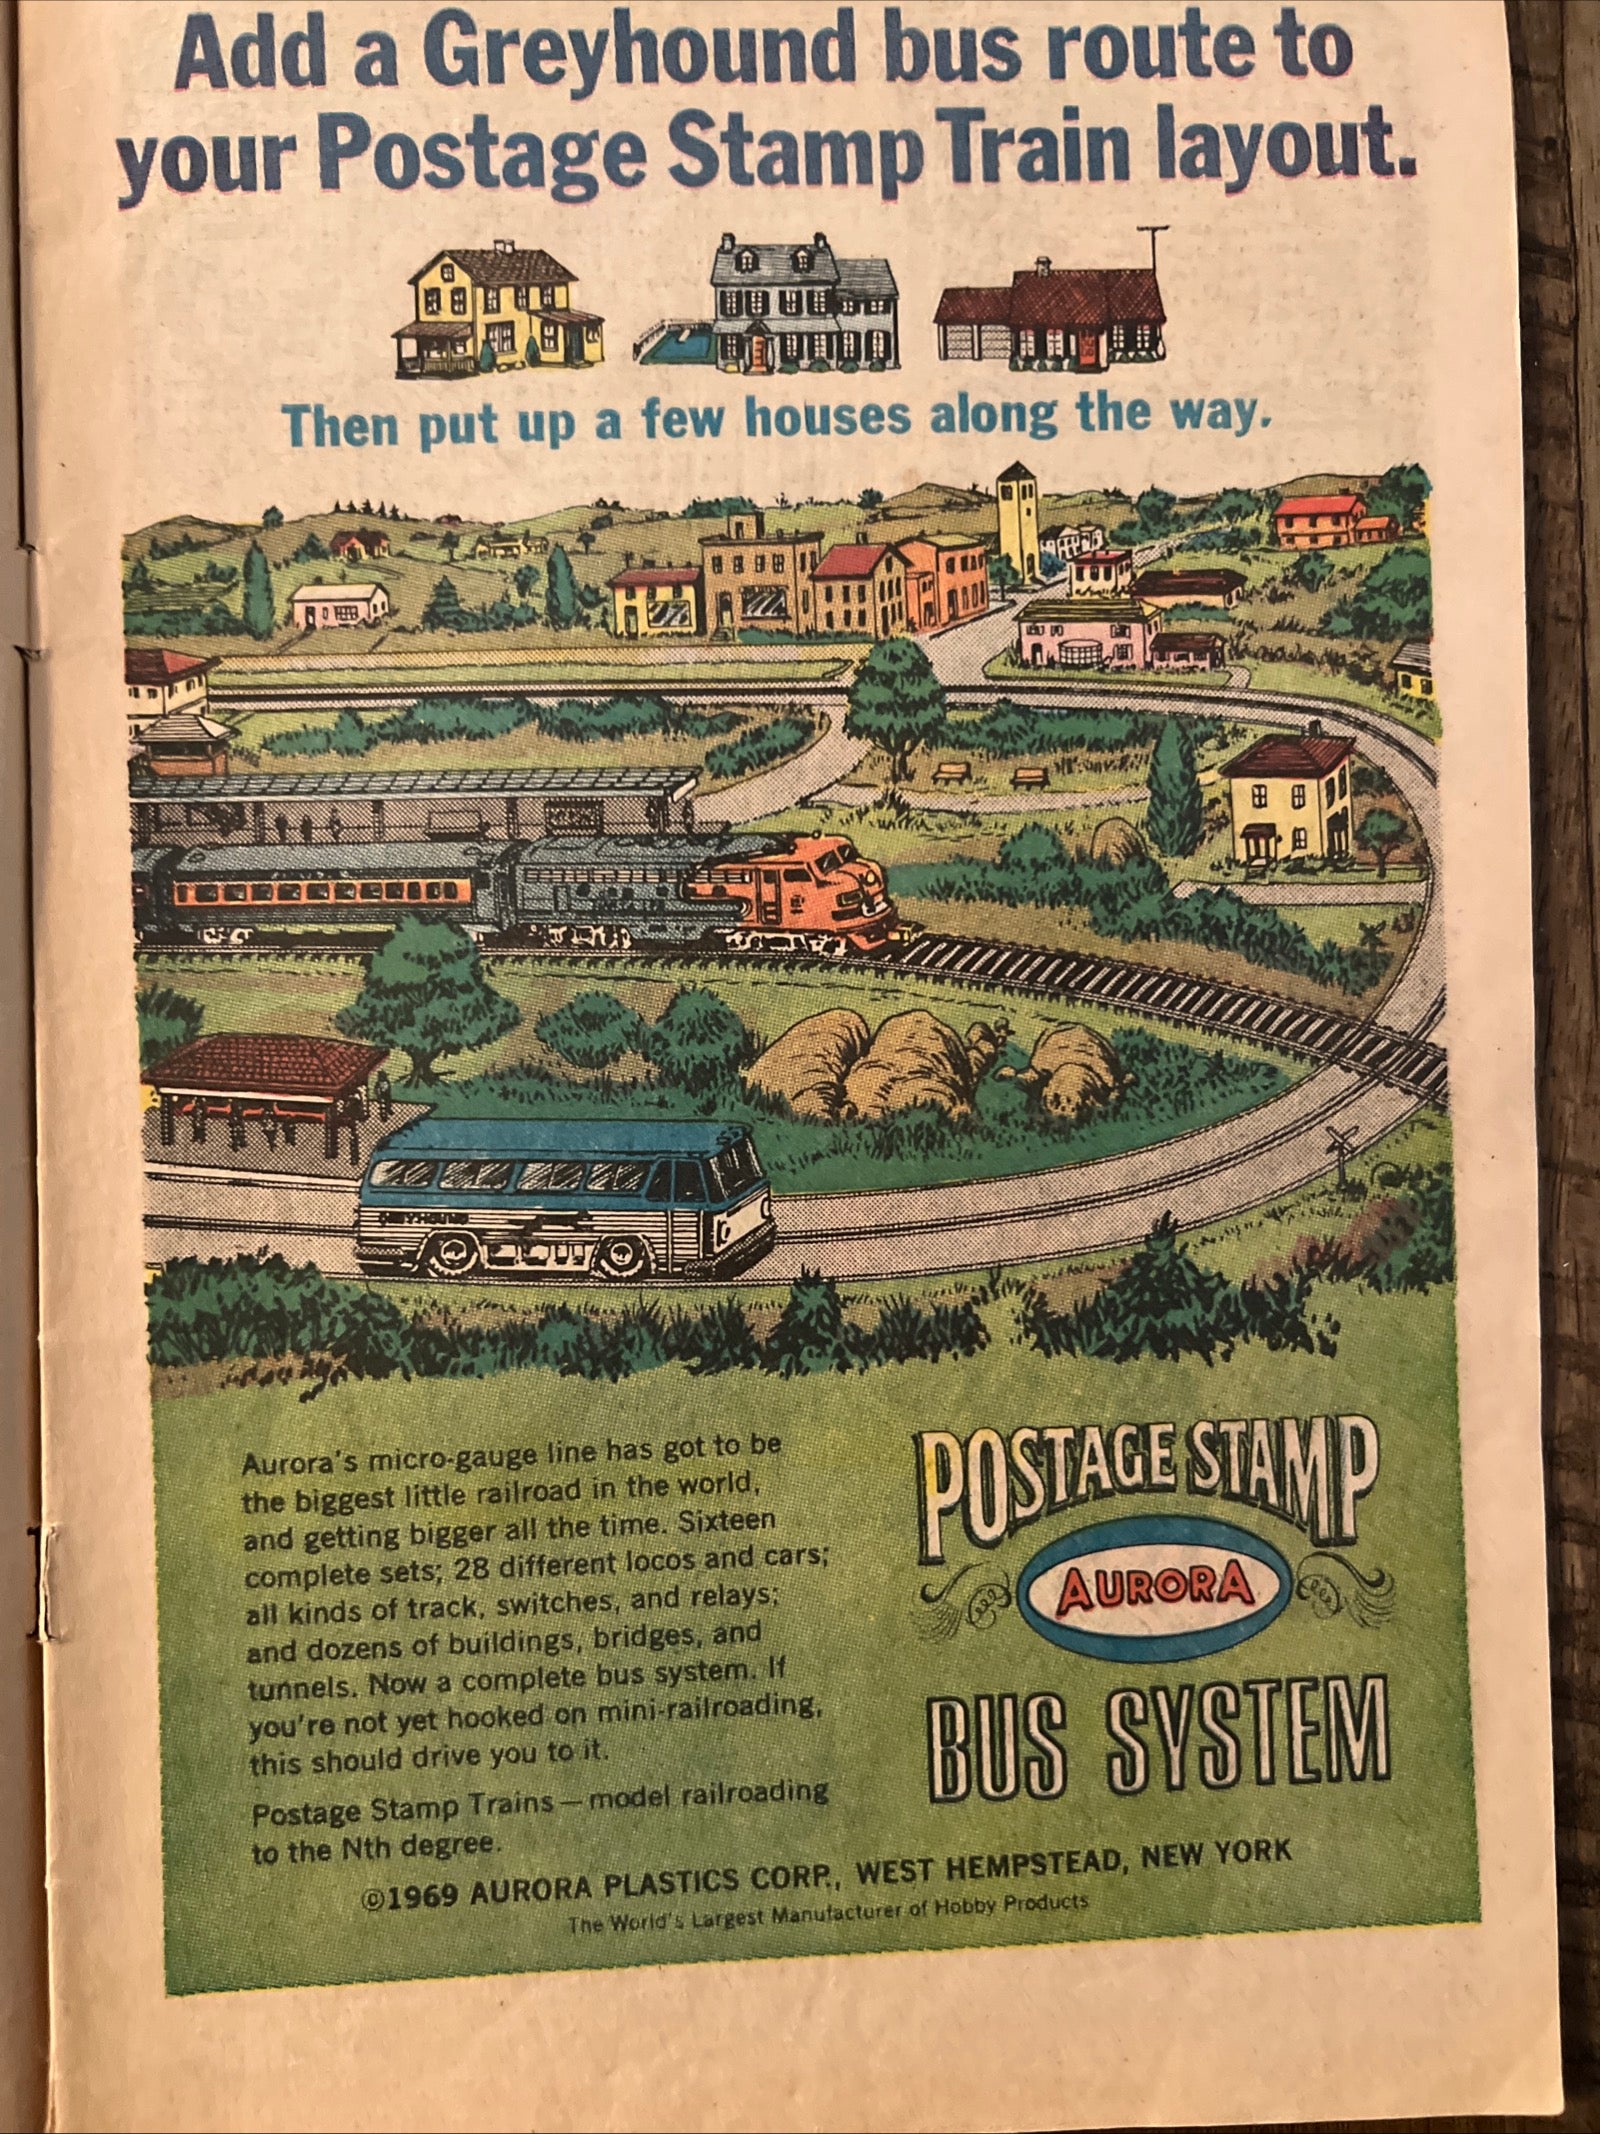 Add a Greyhound bus route to
your Postage Stamp Train layout.
Then put up a few houses along the way.
GREYHOUND
Aurora's micro-gauge line has got to be
the biggest little railroad in the world,
and getting bigger all the time. Sixteen
complete sets; 28 different locos and cars;
all kinds of track, switches, and relays;
and dozens of buildings, bridges, and
tunnels. Now a complete bus system. If
you're not yet hooked on mini-railroading,
this should drive you to it.
Postage Stamp Trains — model railroading
to the Nth degree.
POSTAGE STAMP
AURORA
BUS SYSTEM
©1969 AURORA PLASTICS CORP., WEST HEMPSTEAD, NEW YORK
The World's Largest Manufacturer of Hobby Products